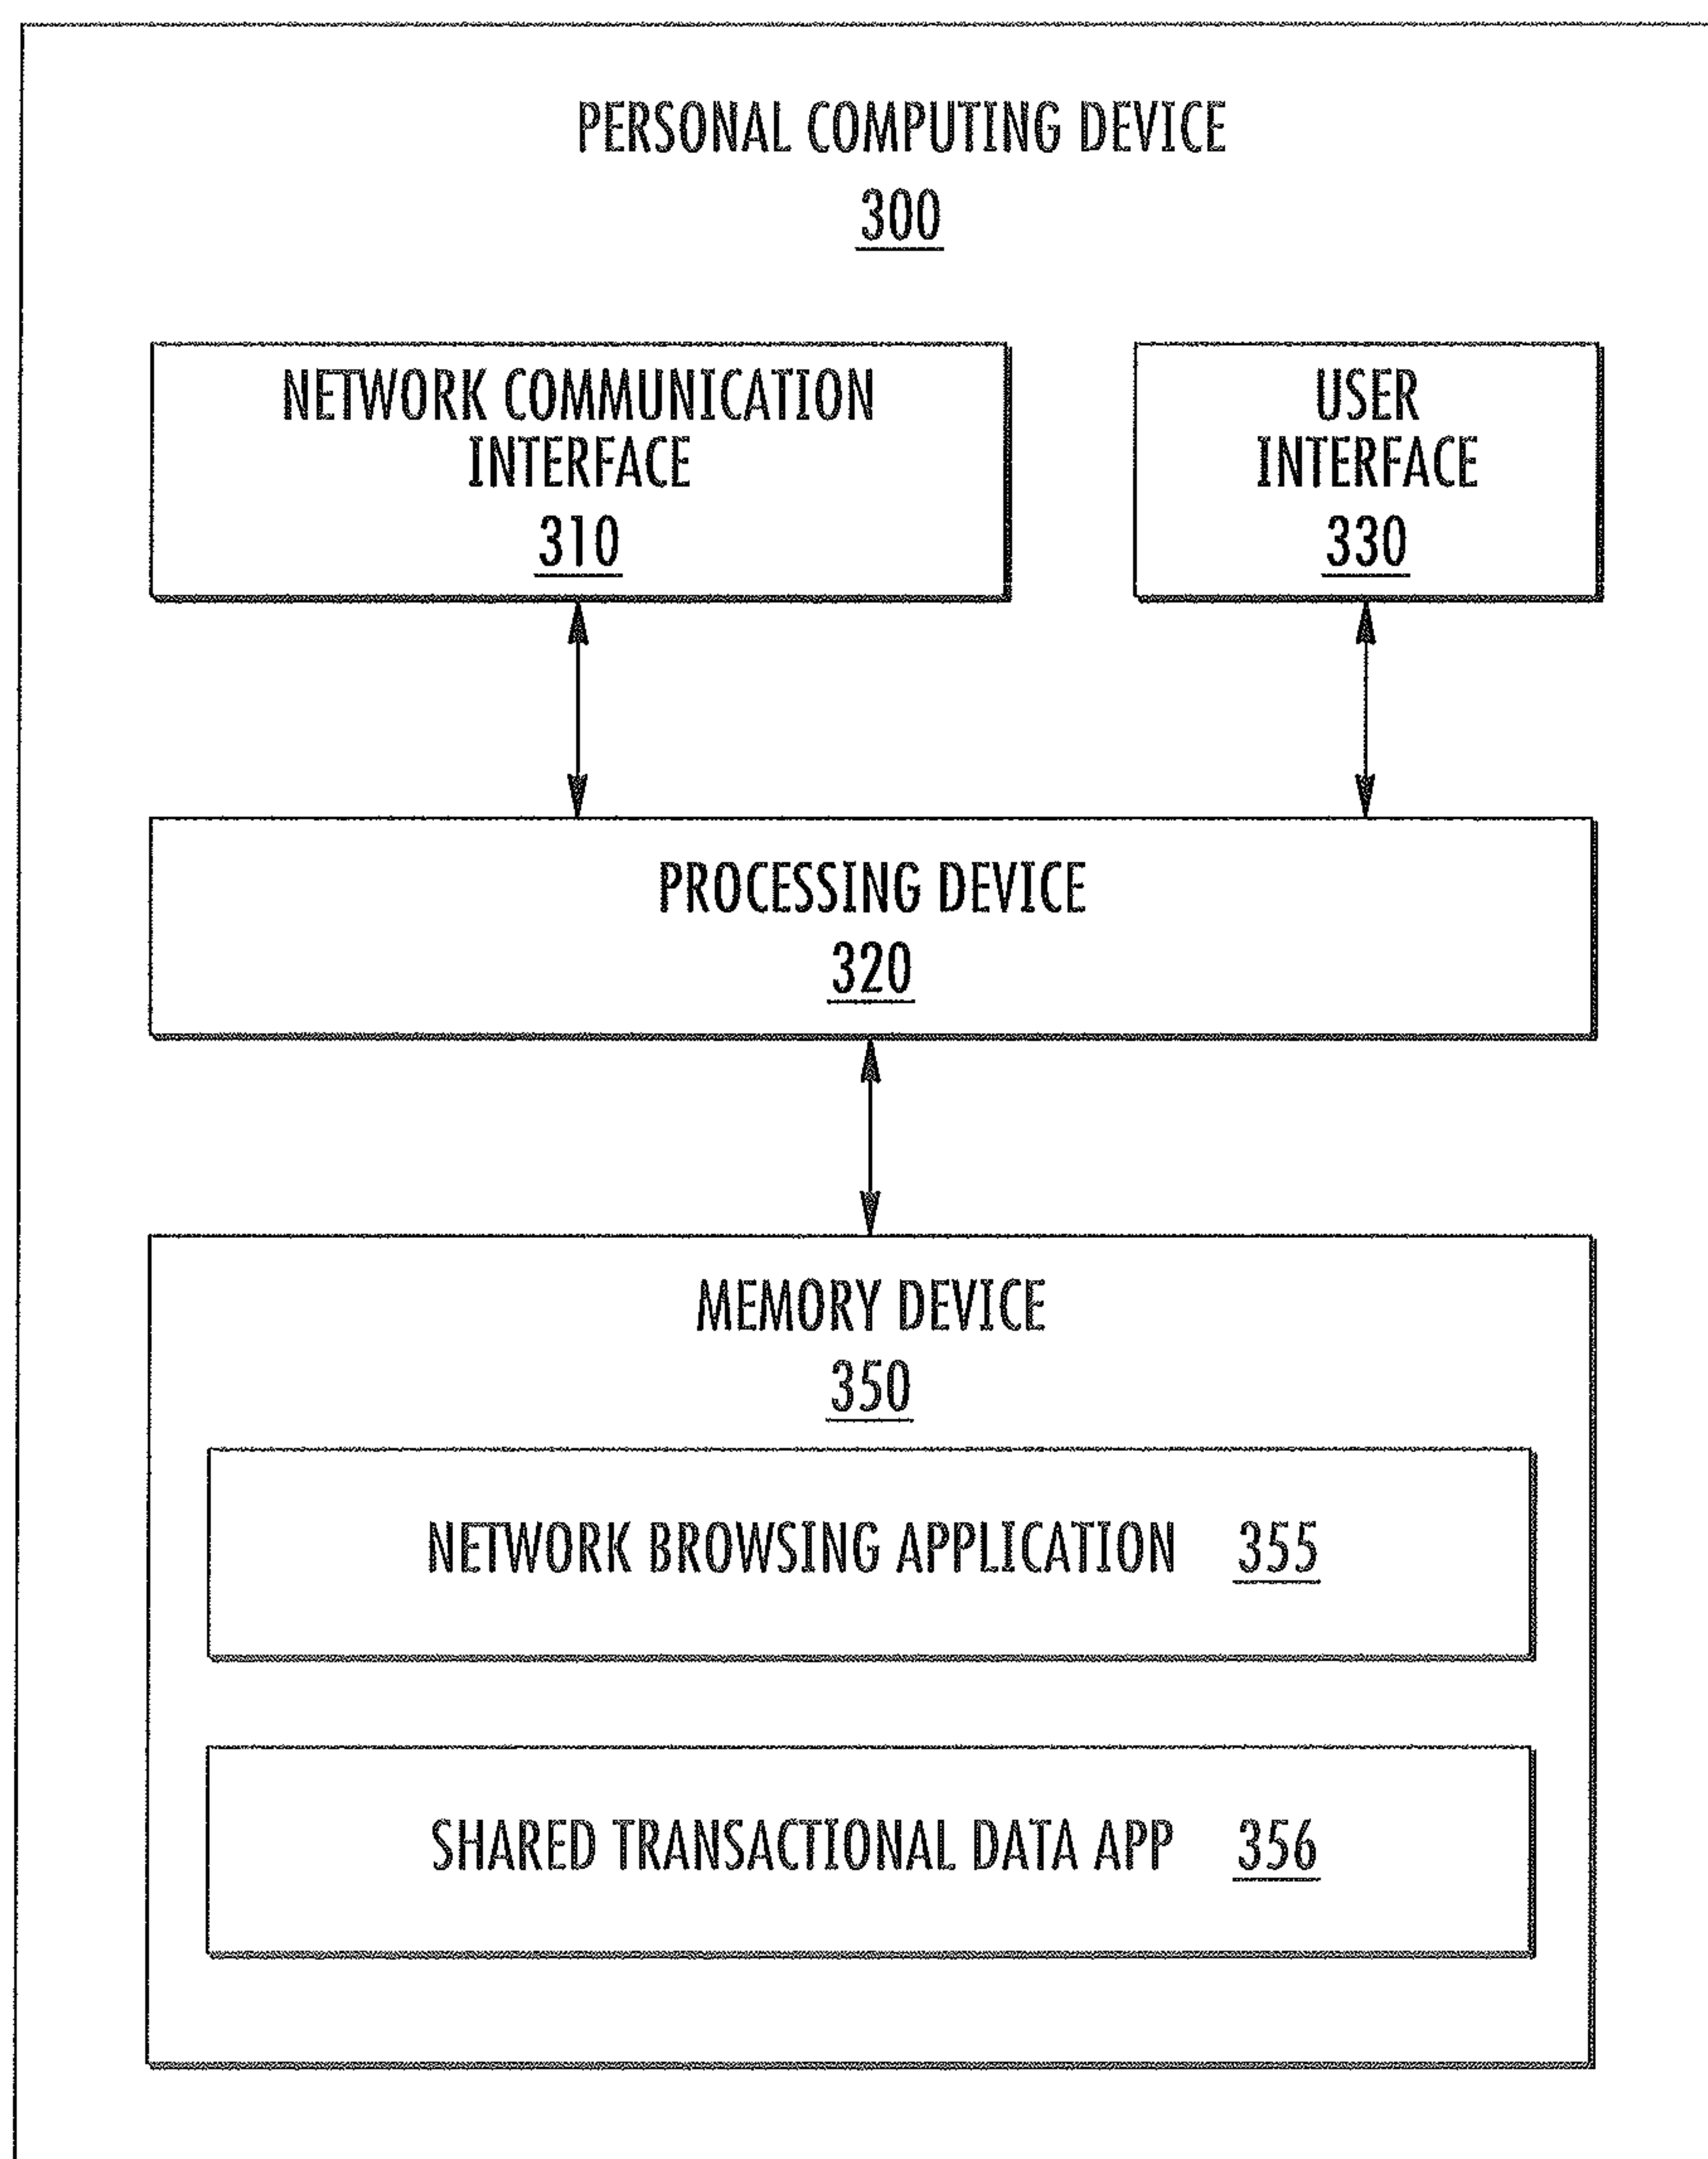 PERSONAL COMPUTING DEVICE
300
NETWORK COMMUNICATION
INTERFACE
310
USER
INTERFACE
330
PROCESSING DEVICE
320
MEMORY DEVICE
350
NETWORK BROWSING APPLICATION 355
SHARED TRANSACTIONAL DATA APP 356